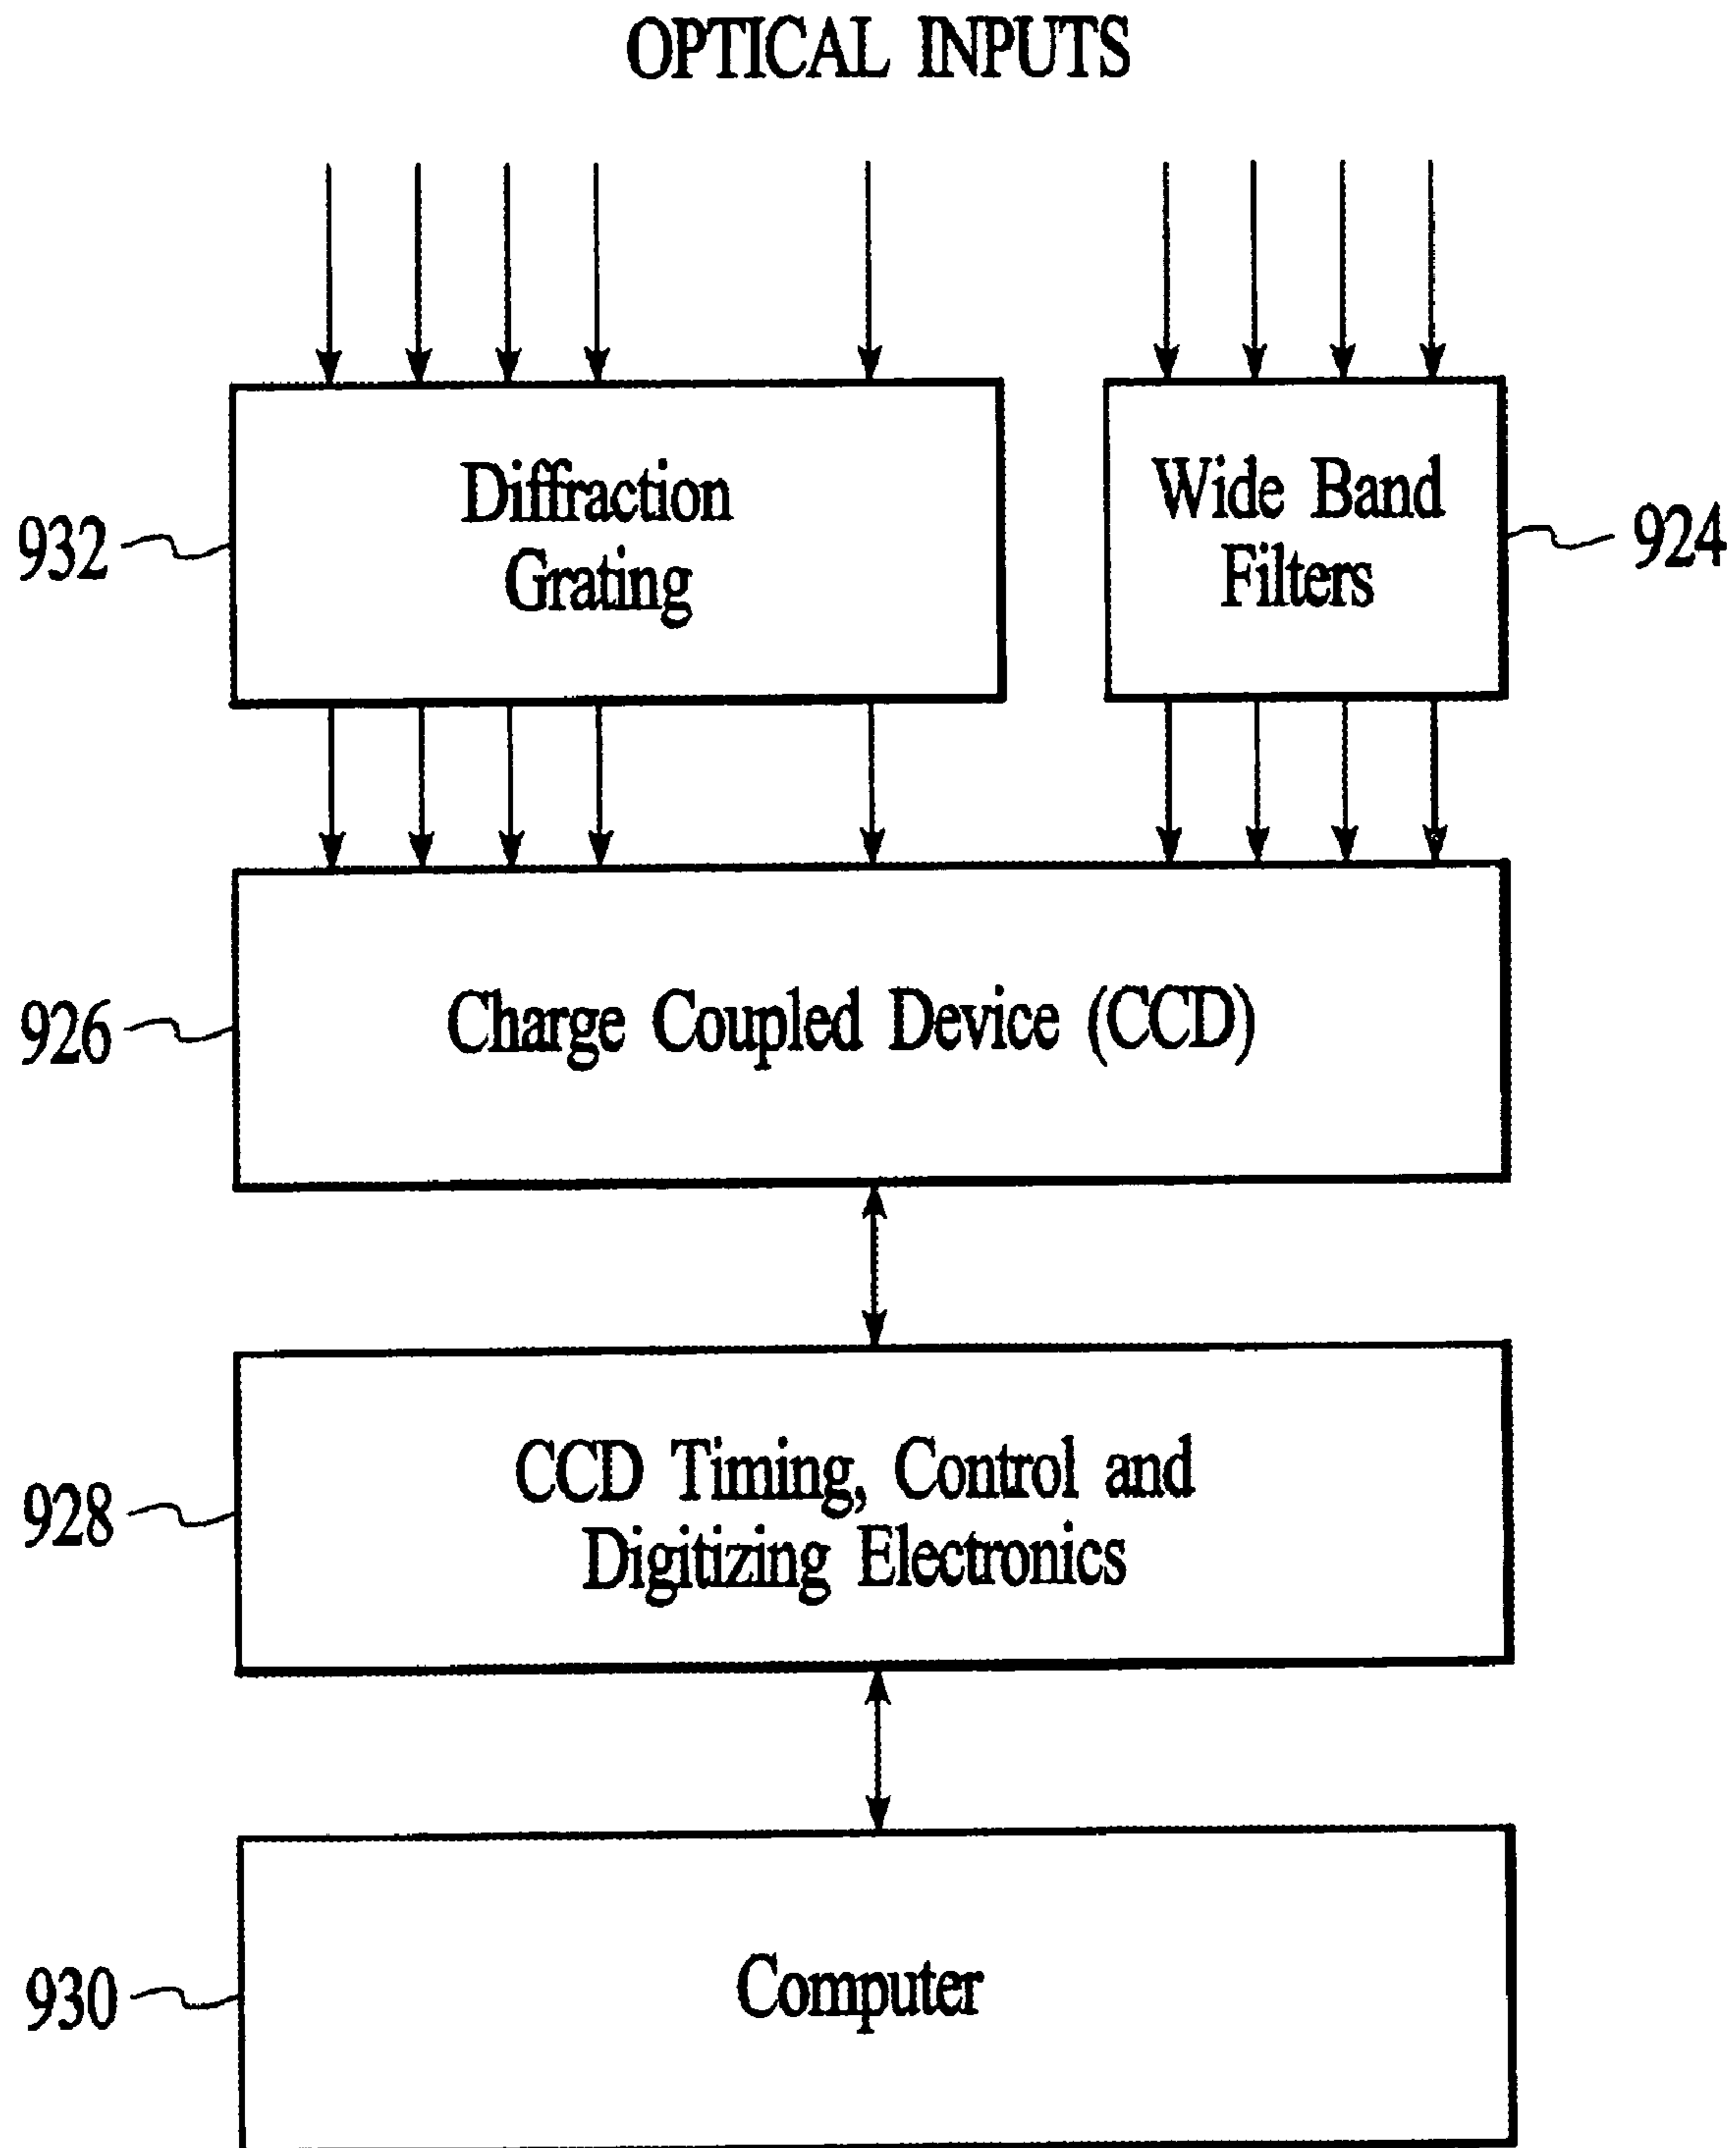 OPTICAL INPUTS
Diffraction
Grating
932
Wide Band
Filters
924
Charge Coupled Device (CCD)
926
CCD Timing, Control and
Digitizing Electronics
928
Computer
930